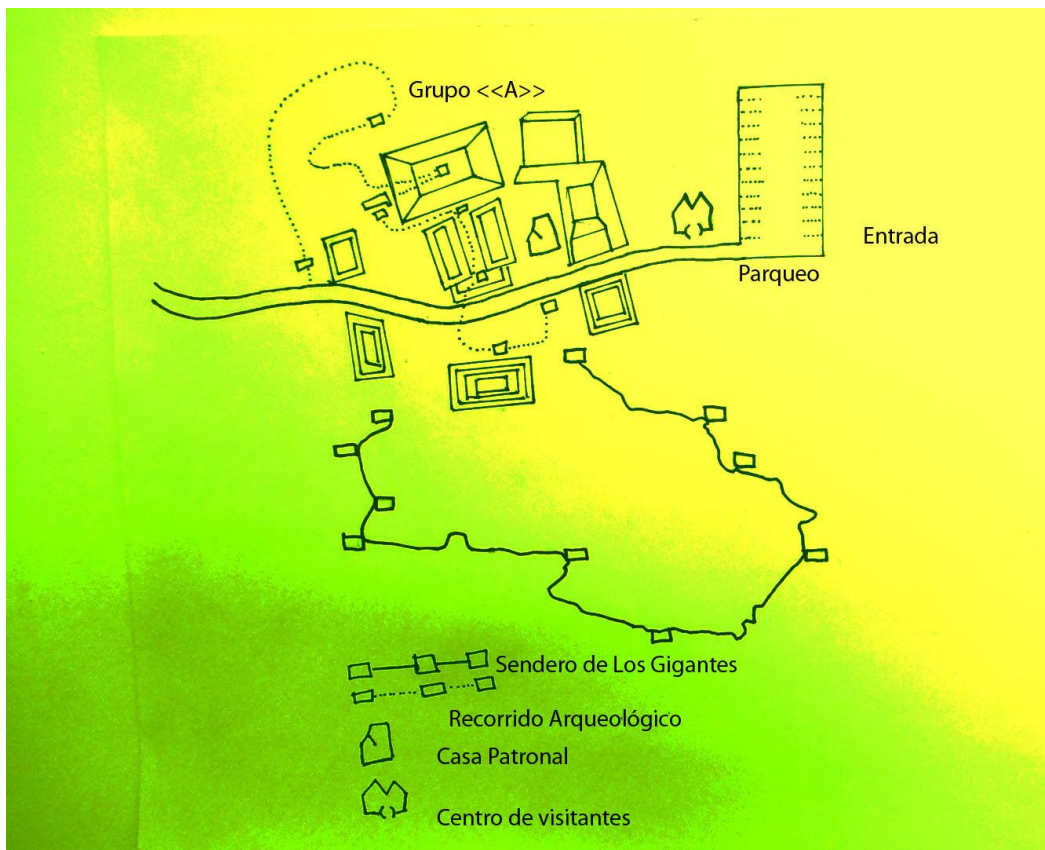 Grupo <<A>>
Entrada
Parqueo
Sendero de Los Gigantes
Recorrido Arqueológico
Casa Patronal
Centro de visitantes